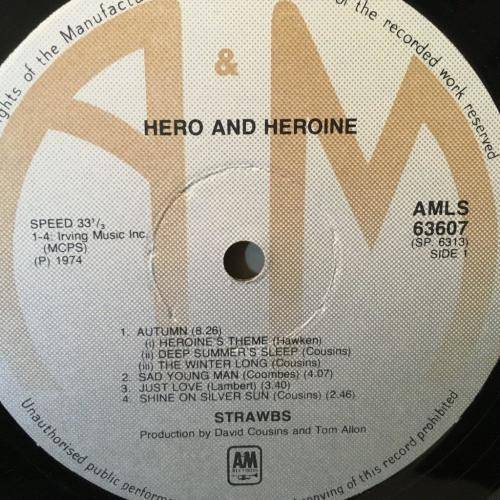 ghts of the Manufactur
of the recorded work reserved
A & M
HERO AND HEROINE
SPEED 33¹/₃
1-4: Irving Music Inc.
(MCPS)
(P) 1974
AMLS
63607
(SP. 6313)
SIDE 1
1. AUTUMN (8.26)
(i) HEROINE'S THEME (Hawken)
(ii) DEEP SUMMER'S SLEEP (Cousins)
(iii) THE WINTER LONG (Cousins)
2. SAD YOUNG MAN (Coombes) (4.07)
3. JUST LOVE (Lambert) (3.40)
4. SHINE ON SILVER SUN (Cousins) (2.46)
STRAWBS
Production by David Cousins and Tom Allon
AM
RECORDS
Unauthorised public perform
copying of this record prohibited